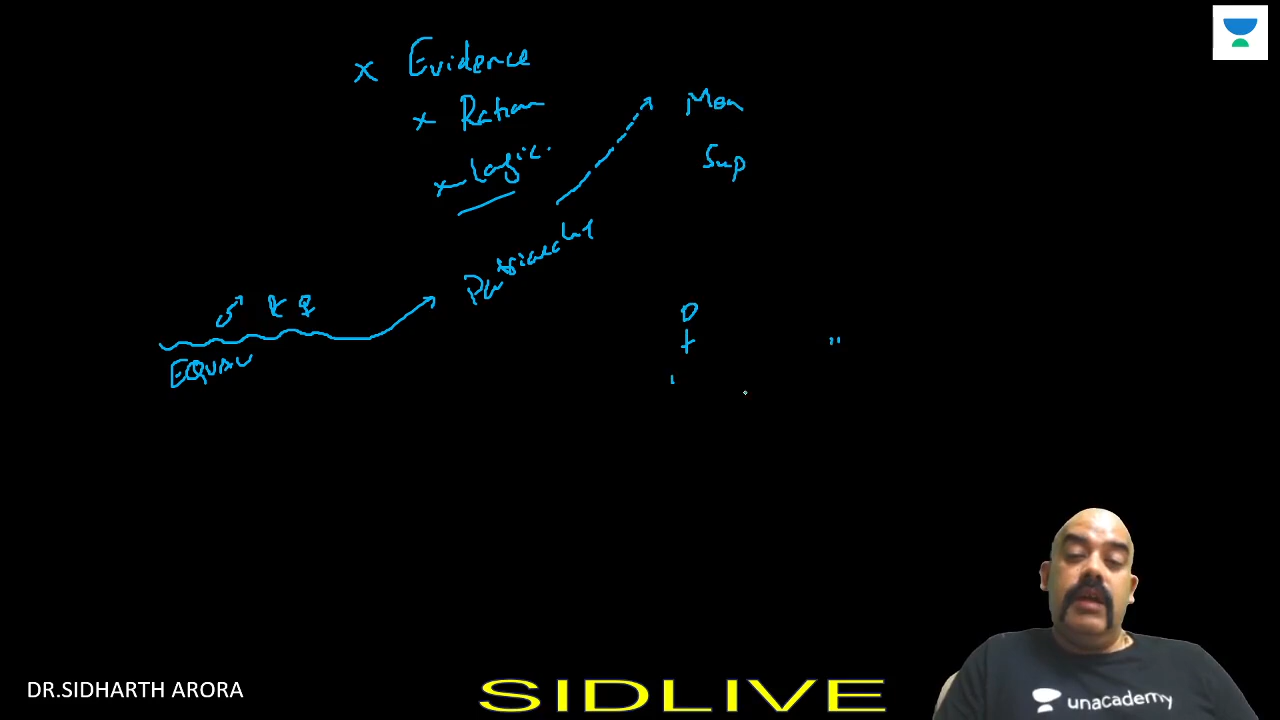 x Evidence
x Ration
x Logic.
Men
Sup
Patriarchal
♂ & ♀
EQUAL
DR.SIDHARTH ARORA
SIDLIVE
unacademy